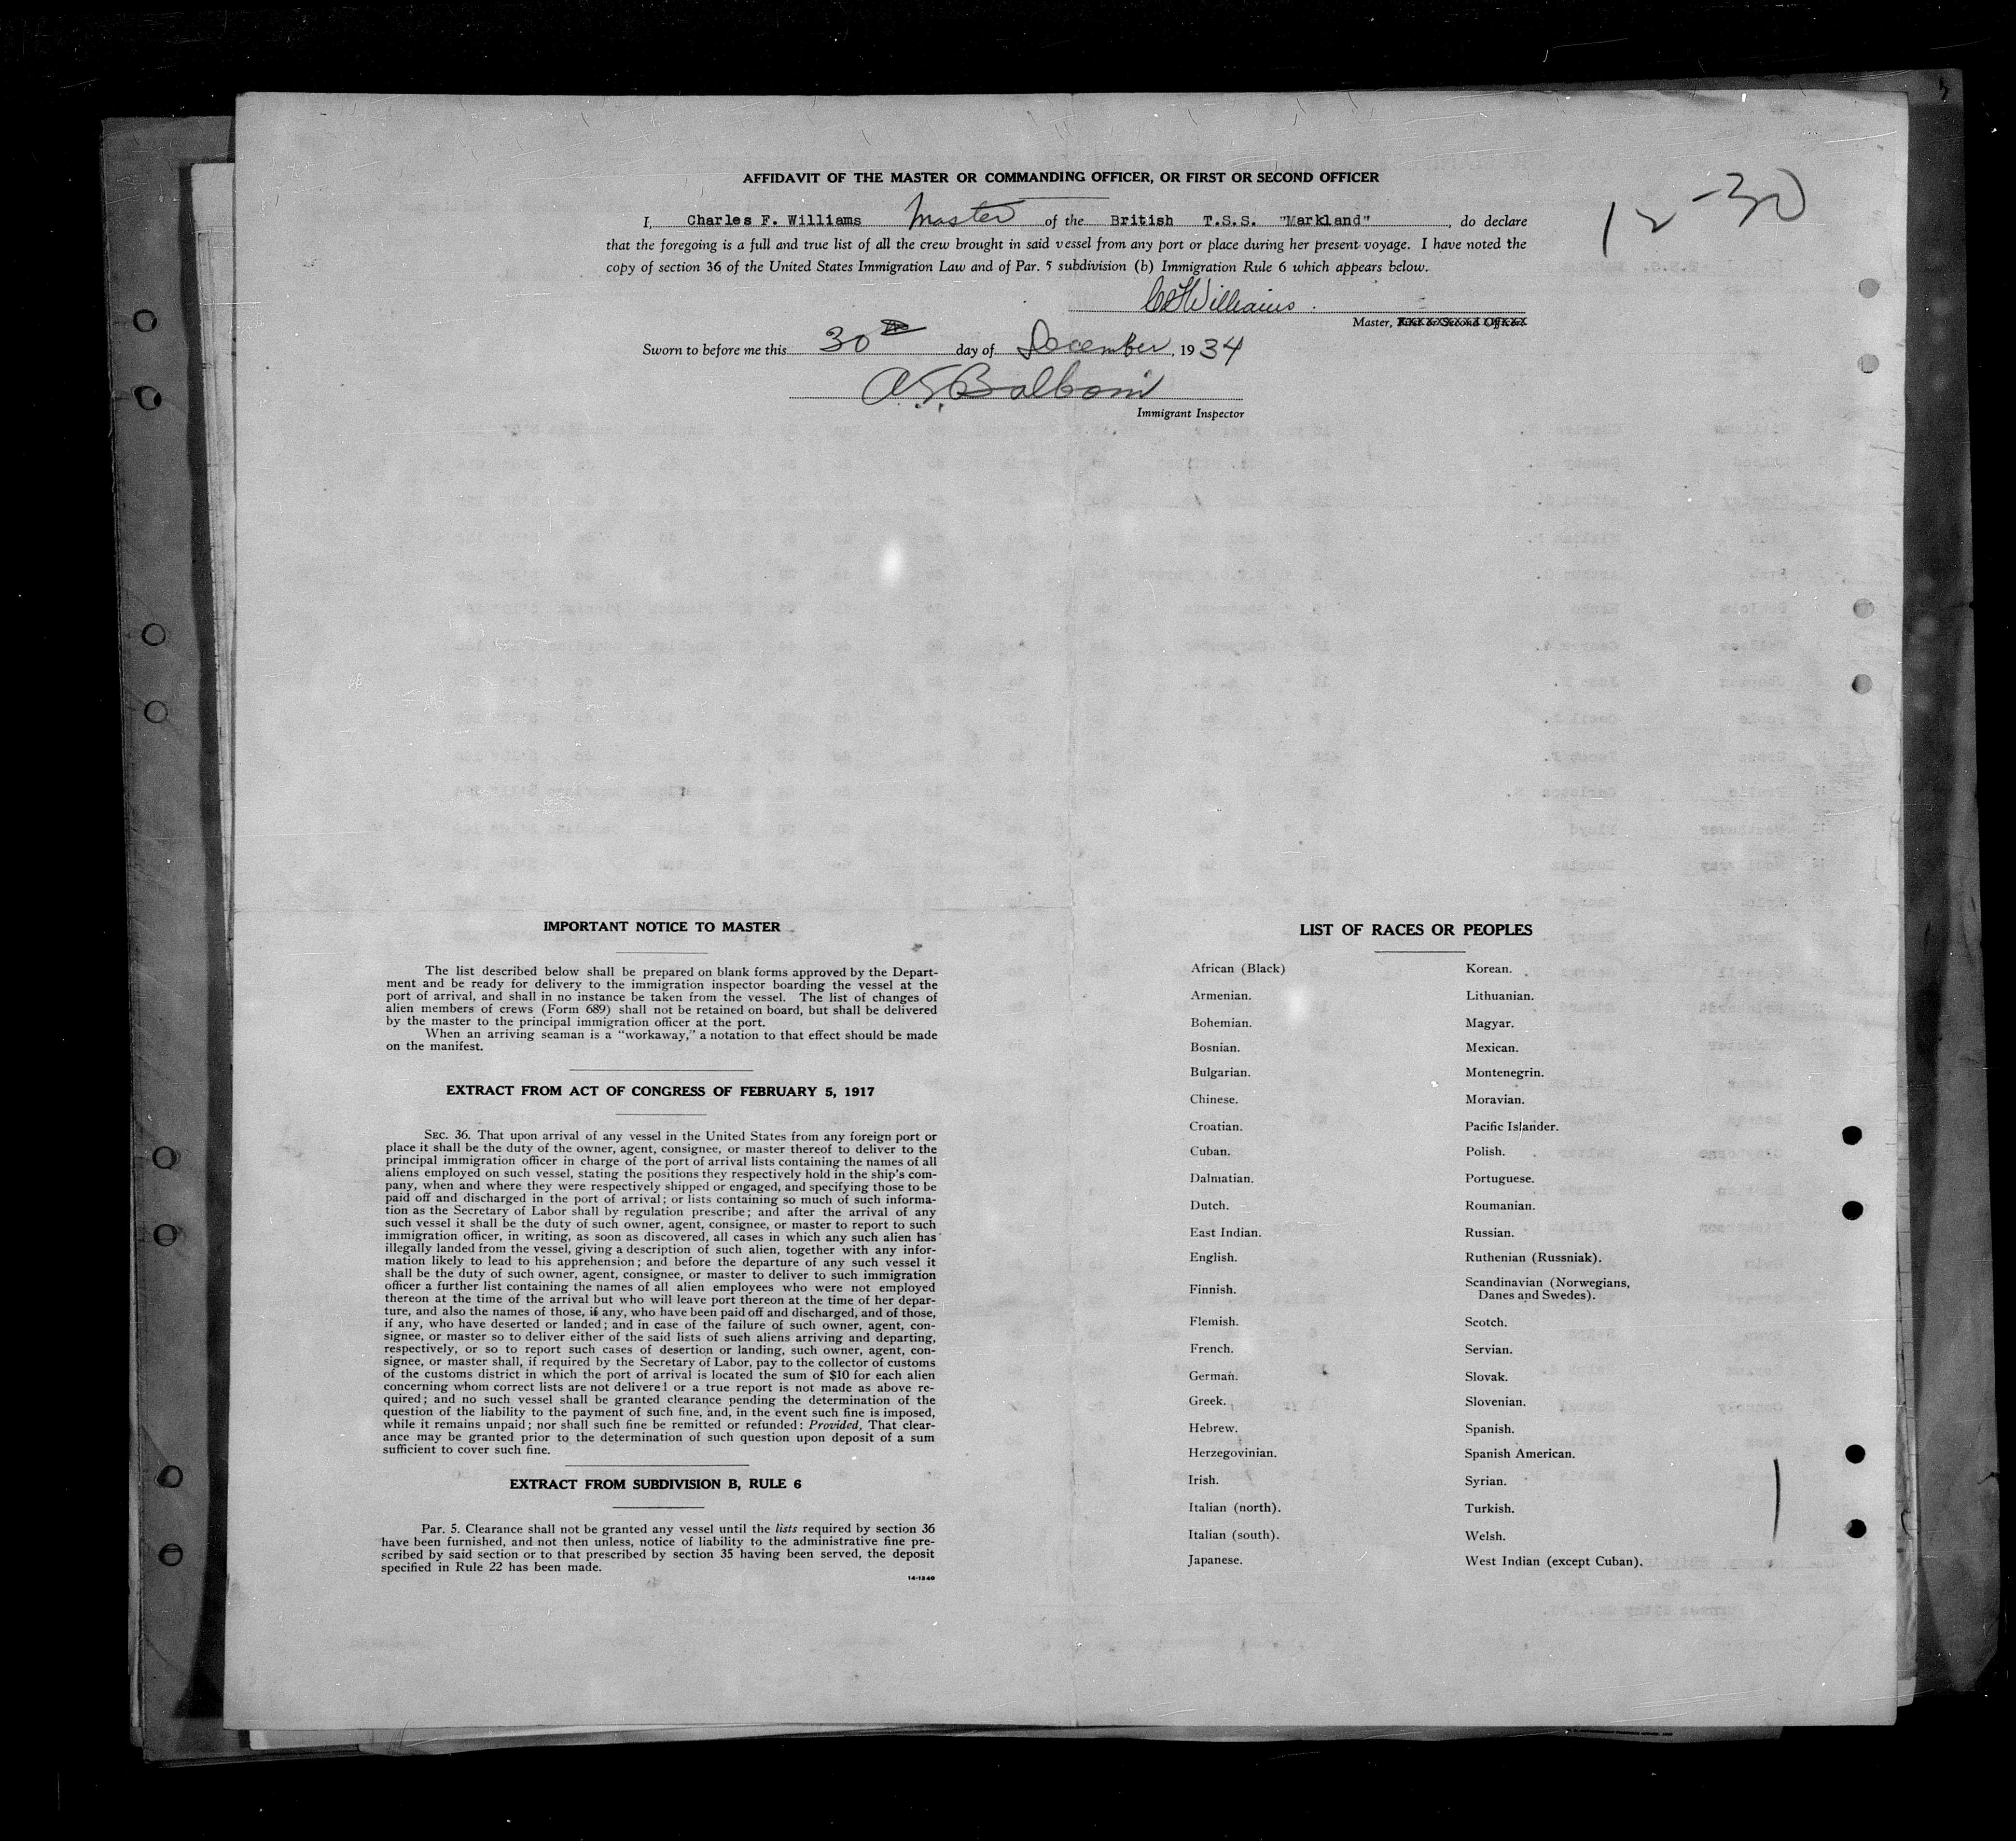 AFFIDAVIT OF THE MASTER OR COMMANDING OFFICER, OR FIRST OR SECOND OFFICER
12-30
I, Charles F. Williams Master of the British T.S.S. "Markland", do declare
that the foregoing is a full and true list of all the crew brought in said vessel from any port or place during her present voyage. I have noted the
copy of section 36 of the United States Immigration Law and of Par. 5 subdivision (b) Immigration Rule 6 which appears below.
CFWilliams.
Master, First or Second Officer.
Sworn to before me this 30th day of December, 1934
Immigrant Inspector
IMPORTANT NOTICE TO MASTER
The list described below shall be prepared on blank forms approved by the Depart-
ment and be ready for delivery to the immigration inspector boarding the vessel at the
port of arrival, and shall in no instance be taken from the vessel. The list of changes of
alien members of crews (Form 689) shall not be retained on board, but shall be delivered
by the master to the principal immigration officer at the port.
When an arriving seaman is a “workaway,” a notation to that effect should be made
on the manifest.
EXTRACT FROM ACT OF CONGRESS OF FEBRUARY 5, 1917
SEC. 36. That upon arrival of any vessel in the United States from any foreign port or
place it shall be the duty of the owner, agent, consignee, or master thereof to deliver to the
principal immigration officer in charge of the port of arrival lists containing the names of all
aliens employed on such vessel, stating the positions they respectively hold in the ship's com-
pany, when and where they were respectively shipped or engaged, and specifying those to be
paid off and discharged in the port of arrival; or lists containing so much of such informa-
tion as the Secretary of Labor shall by regulation prescribe; and after the arrival of any
such vessel it shall be the duty of such owner, agent, consignee, or master to report to such
immigration officer, in writing, as soon as discovered, all cases in which any such alien has
illegally landed from the vessel, giving a description of such alien, together with any infor-
mation likely to lead to his apprehension; and before the departure of any such vessel it
shall be the duty of such owner, agent, consignee, or master to deliver to such immigration
officer a further list containing the names of all alien employees who were not employed
thereon at the time of the arrival but who will leave port thereon at the time of her depar-
ture, and also the names of those, if any, who have been paid off and discharged, and of those,
if any, who have deserted or landed; and in case of the failure of such owner, agent, con-
signee, or master so to deliver either of the said lists of such aliens arriving and departing,
respectively, or so to report such cases of desertion or landing, such owner, agent, con-
signee, or master shall, if required by the Secretary of Labor, pay to the collector of customs
of the customs district in which the port of arrival is located the sum of $10 for each alien
concerning whom correct lists are not delivered or a true report is not made as above re-
quired; and no such vessel shall be granted clearance pending the determination of the
question of the liability to the payment of such fine, and, in the event such fine is imposed,
while it remains unpaid; nor shall such fine be remitted or refunded: Provided, That clear-
ance may be granted prior to the determination of such question upon deposit of a sum
sufficient to cover such fine.
EXTRACT FROM SUBDIVISION B, RULE 6
Par. 5. Clearance shall not be granted any vessel until the lists required by section 36
have been furnished, and not then unless, notice of liability to the administrative fine pre-
scribed by said section or to that prescribed by section 35 having been served, the deposit
specified in Rule 22 has been made.
14-1240
LIST OF RACES OR PEOPLES
African (Black)
Armenian.
Bohemian.
Bosnian.
Bulgarian.
Chinese.
Croatian.
Cuban.
Dalmatian.
Dutch.
East Indian.
English.
Finnish.
Flemish.
French.
German.
Greek.
Hebrew.
Herzegovinian.
Irish.
Italian (north).
Italian (south).
Japanese.
Korean.
Lithuanian.
Magyar.
Mexican.
Montenegrin.
Moravian.
Pacific Islander.
Polish.
Portuguese.
Roumanian.
Russian.
Ruthenian (Russniak).
Scandinavian (Norwegians,
Danes and Swedes).
Scotch.
Servian.
Slovak.
Slovenian.
Spanish.
Spanish American.
Syrian.
Turkish.
Welsh.
West Indian (except Cuban).